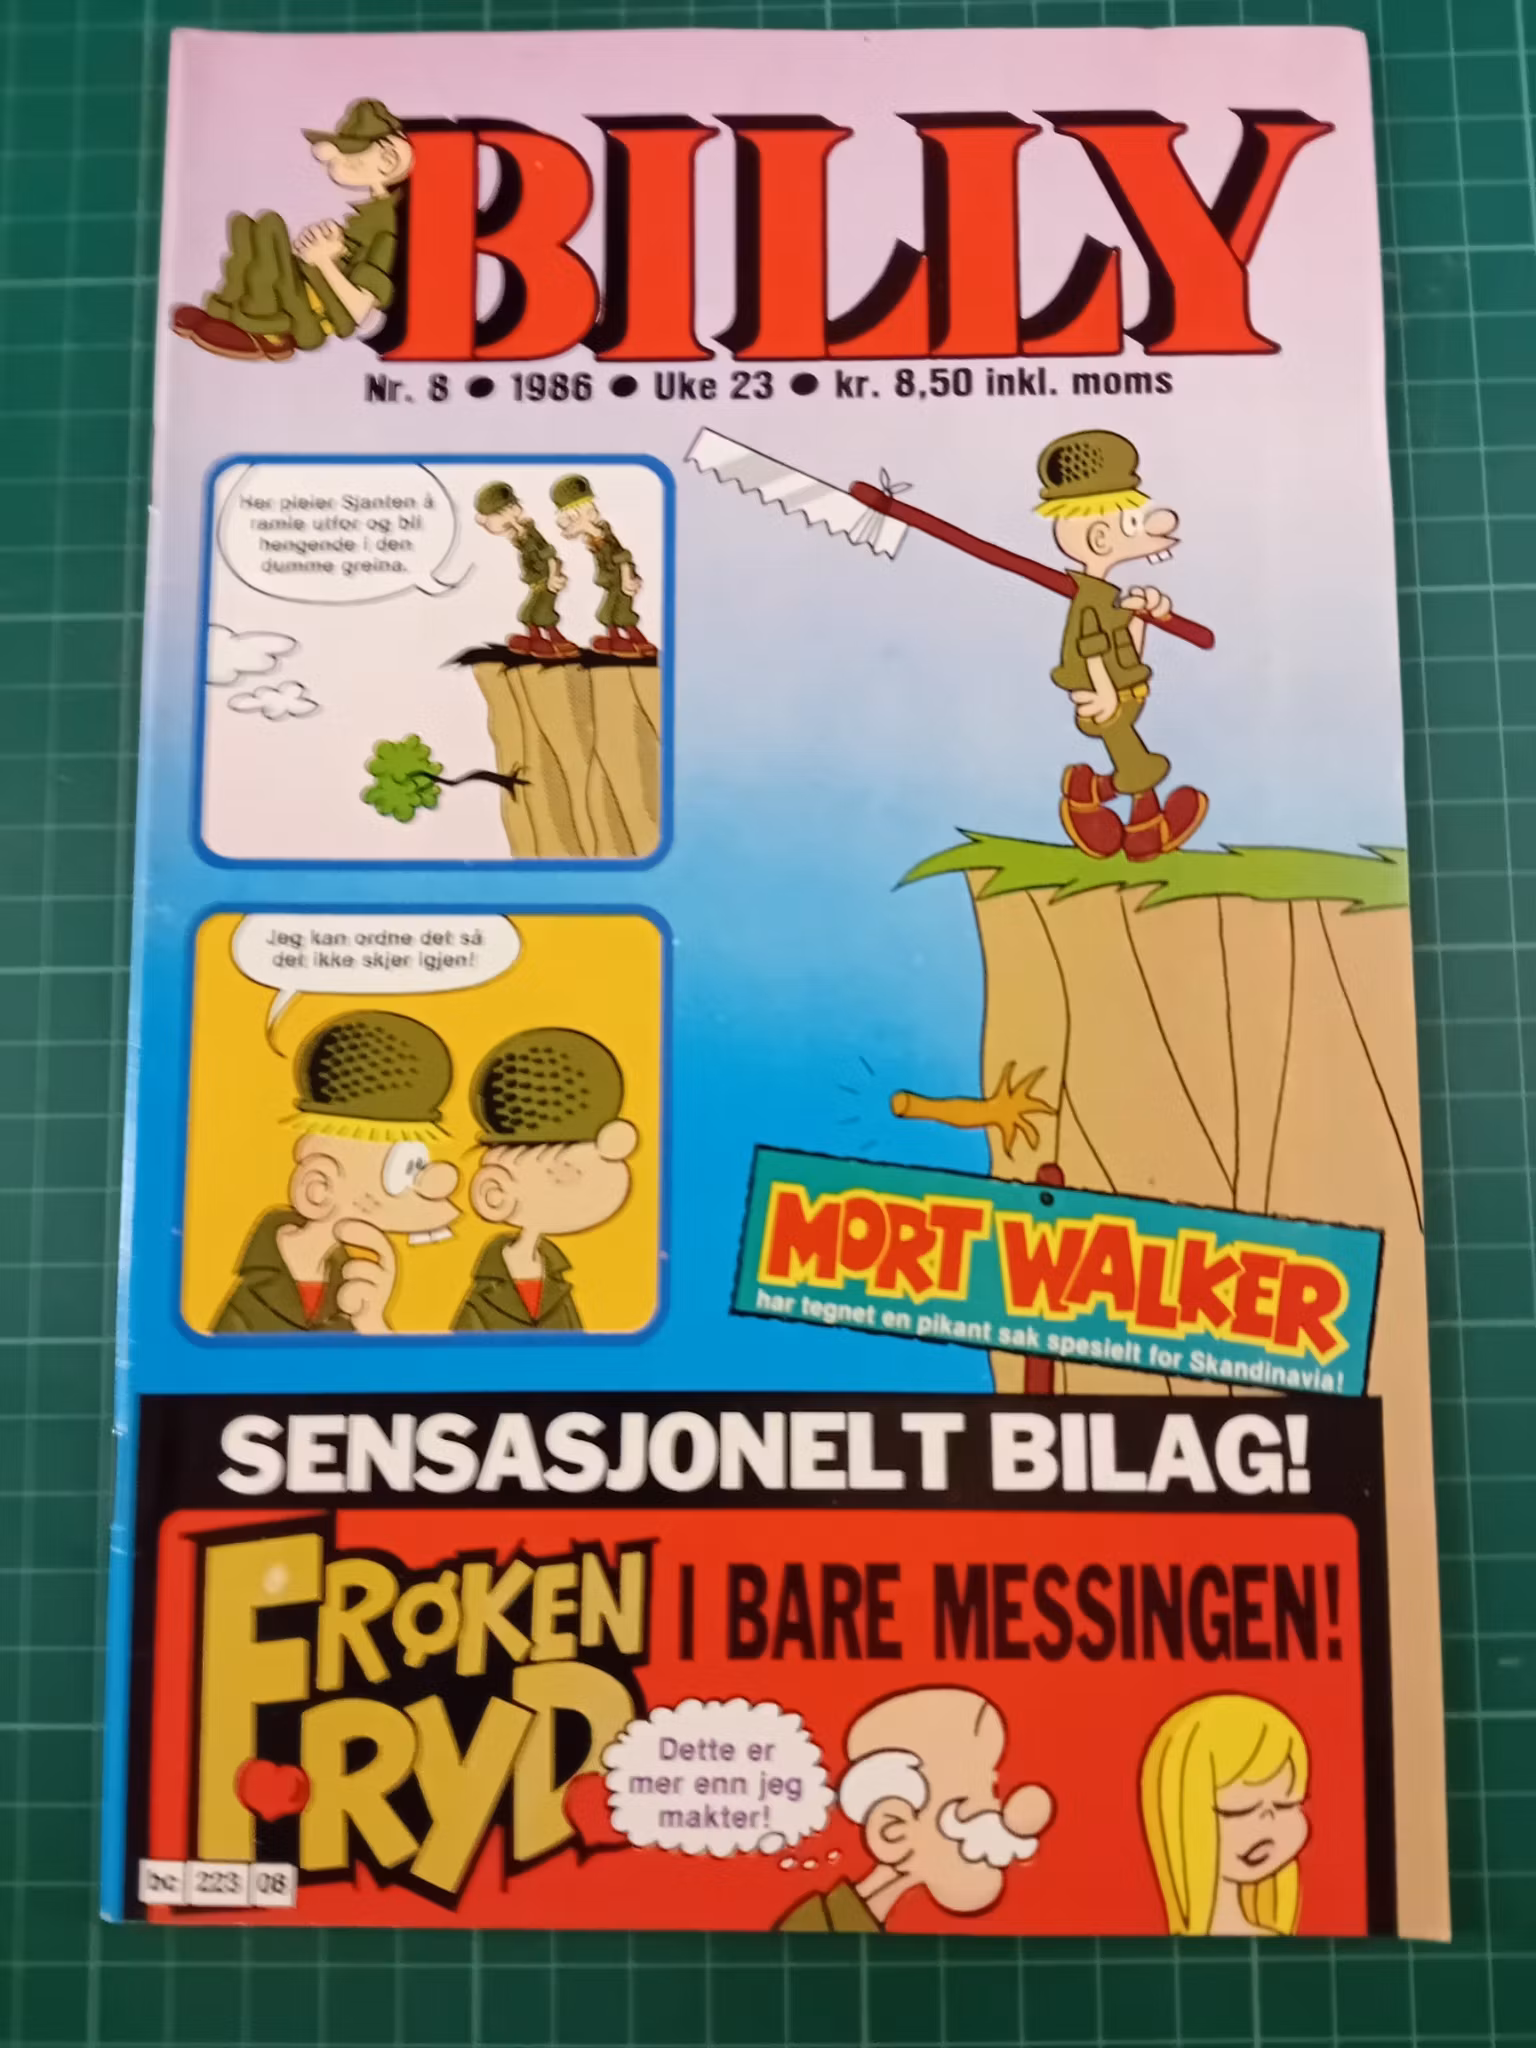 BILLY
Nr. 8 ● 1986 ● Uke 23 ● kr. 8,50 inkl. moms
Her pleier Sjanten å
ramle utfor og bli
hengende i den
dumme greina.
Jeg kan ordne det så
det ikke skjer igjen!
MORT WALKER
har tegnet en pikant sak spesielt for Skandinavia!
SENSASJONELT BILAG!
FRØKEN
FRYD
I BARE MESSINGEN!
Dette er
mer enn jeg
makter!
bc 223 08